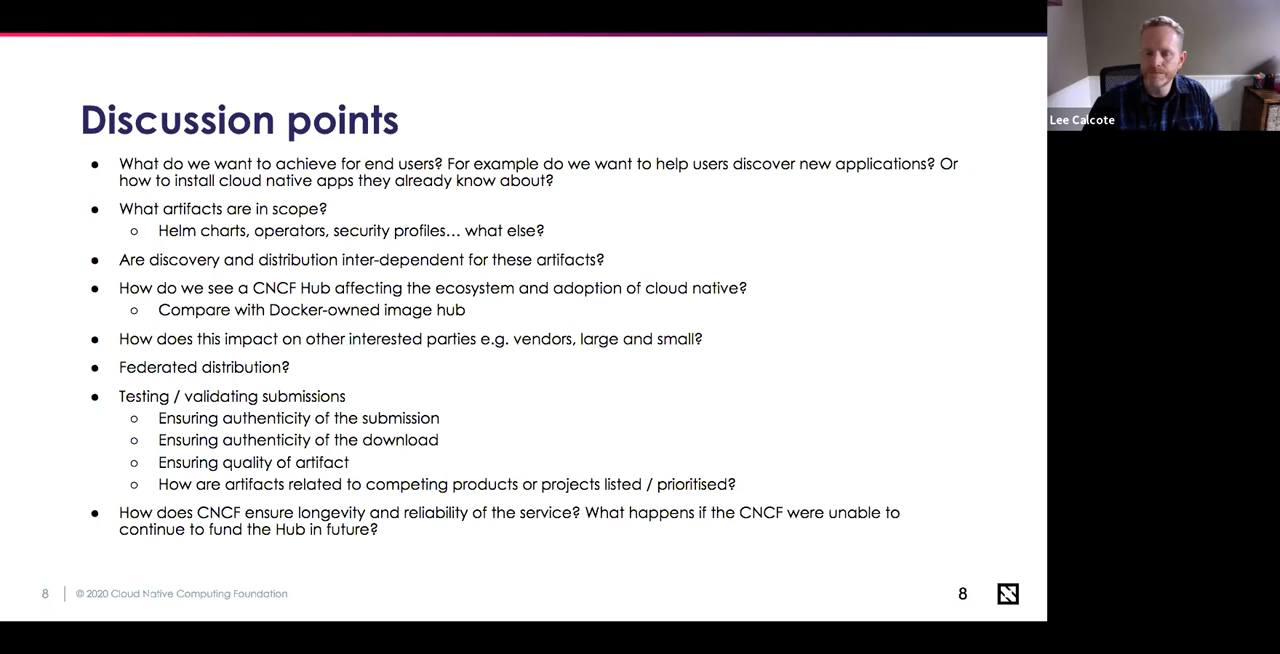 Discussion points
● What do we want to achieve for end users? For example do we want to help users discover new applications? Or
how to install cloud native apps they already know about?
● What artifacts are in scope?
○ Helm charts, operators, security profiles… what else?
● Are discovery and distribution inter-dependent for these artifacts?
● How do we see a CNCF Hub affecting the ecosystem and adoption of cloud native?
○ Compare with Docker-owned image hub
● How does this impact on other interested parties e.g. vendors, large and small?
● Federated distribution?
● Testing / validating submissions
○ Ensuring authenticity of the submission
○ Ensuring authenticity of the download
○ Ensuring quality of artifact
○ How are artifacts related to competing products or projects listed / prioritised?
● How does CNCF ensure longevity and reliability of the service? What happens if the CNCF were unable to
continue to fund the Hub in future?
8 | © 2020 Cloud Native Computing Foundation
8
Lee Calcote